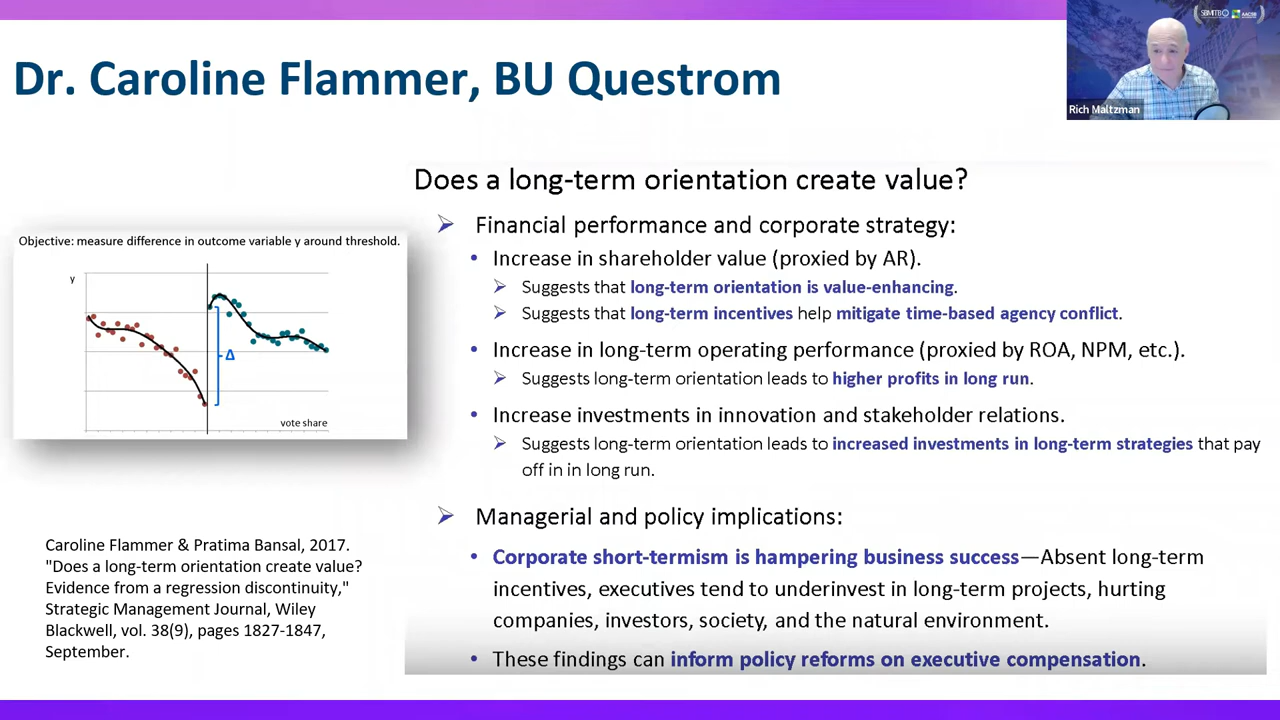 SBMITB AACSB
Rich Maltzman
Dr. Caroline Flammer, BU Questrom
Objective: measure difference in outcome variable y around threshold.
y
Δ
vote share
Caroline Flammer & Pratima Bansal, 2017.
"Does a long-term orientation create value?
Evidence from a regression discontinuity,"
Strategic Management Journal, Wiley
Blackwell, vol. 38(9), pages 1827-1847,
September.
Does a long-term orientation create value?
Financial performance and corporate strategy:
Increase in shareholder value (proxied by AR).
Suggests that long-term orientation is value-enhancing.
Suggests that long-term incentives help mitigate time-based agency conflict.
Increase in long-term operating performance (proxied by ROA, NPM, etc.).
Suggests long-term orientation leads to higher profits in long run.
Increase investments in innovation and stakeholder relations.
Suggests long-term orientation leads to increased investments in long-term strategies that pay
off in in long run.
Managerial and policy implications:
Corporate short-termism is hampering business success—Absent long-term
incentives, executives tend to underinvest in long-term projects, hurting
companies, investors, society, and the natural environment.
These findings can inform policy reforms on executive compensation.